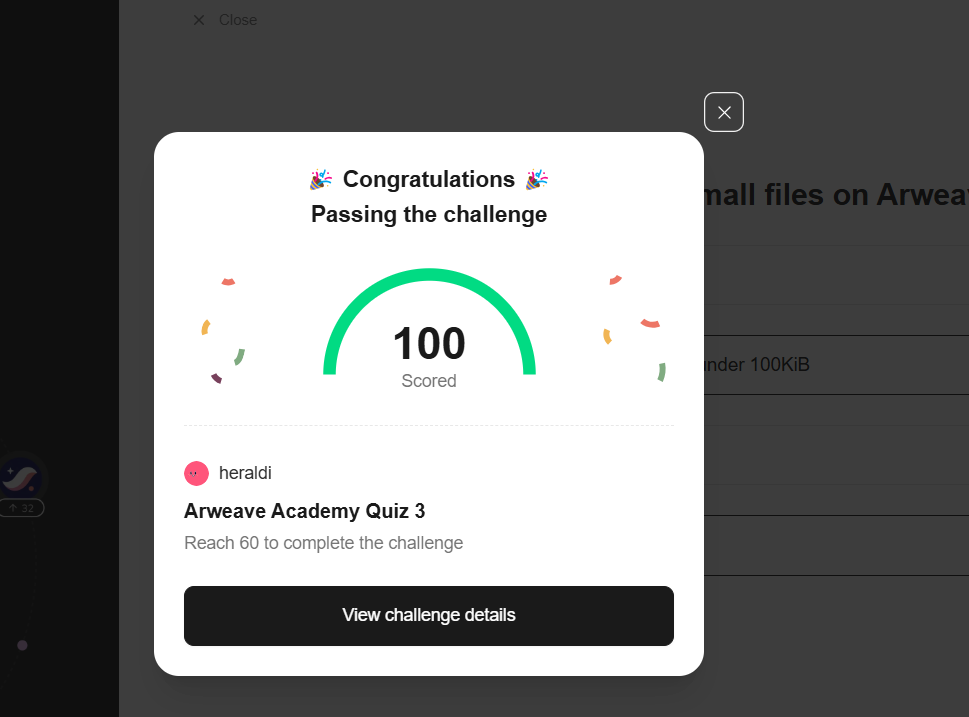 Close
Congratulations
Passing the challenge
mall files on Arwea
100
Scored
under 100KiB
heraldi
32
Arweave Academy Quiz 3
Reach 60 to complete the challenge
View challenge details